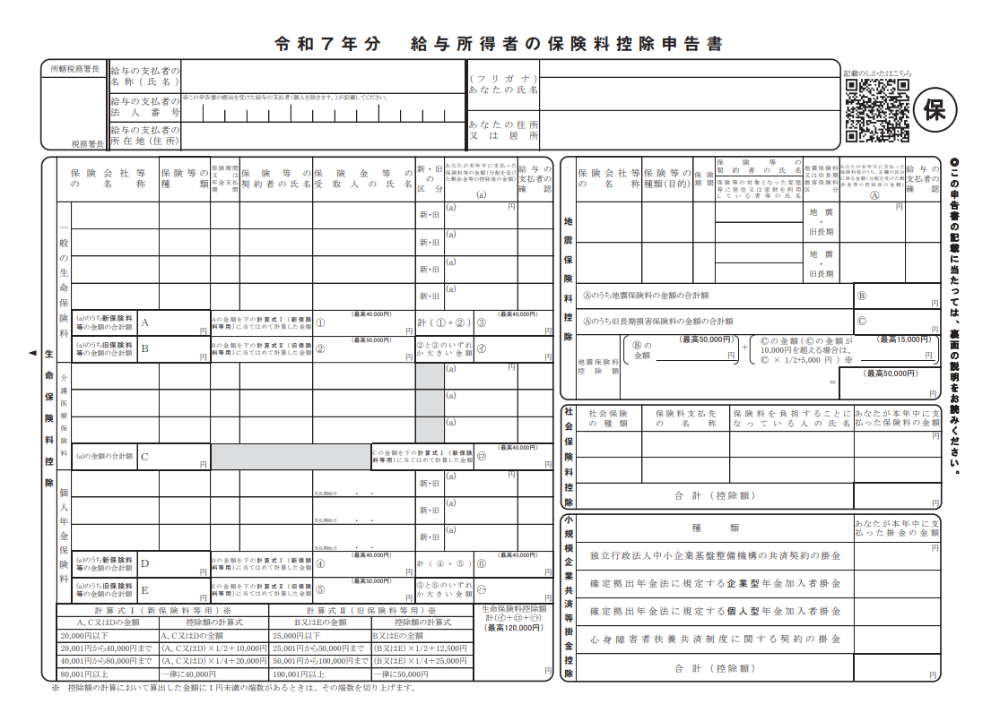 令和７年分　給与所得者の保険料控除申告書
所轄税務署長
税務署長
給与の支払者の
名称（氏名）
※この申告書の提出を受けた給与の支払者（個人を除きます。）が記載してください。
給与の支払者の
法人番号
給与の支払者の
所在地（住所）
（フリガナ）
あなたの氏名
あなたの住所
又は居所
記載のしかたはこちら
保
◎この申告書の記載に当たっては、裏面の説明をお読みください。
◀
生命保険料控除
保険会社等
の名称
保険等の
種類
保険期間
又は
年金支払
期間
保険等の
契約者の氏名
保険金等の
受取人の氏名
新・旧
の
区分
あなたが本年中に支払った
保険料等の金額（分配を受け
た剰余金等の控除後の金額）
(a)
給与の
支払者の
確認
一般の生命保険料
新・旧
(a)
円
新・旧
(a)
新・旧
(a)
新・旧
(a)
(a)のうち新保険料
等の金額の合計額
A
円
Aの金額を下の計算式Ⅰ（新保険
料等用）に当てはめて計算した金額
①
（最高40,000円）
円
計（①＋②）
③
（最高40,000円）
円
(a)のうち旧保険料
等の金額の合計額
B
円
Bの金額を下の計算式Ⅱ（旧保険
料等用）に当てはめて計算した金額
②
（最高50,000円）
円
②と③のいずれ
か大きい金額
㋑
円
介護医療保険料
(a)
円
(a)
(a)
(a)の金額の合計額
C
円
Cの金額を下の計算式Ⅰ（新保険
料等用）に当てはめて計算した金額
㋺
（最高40,000円）
円
個人年金保険料
支払開始日　・　・
新・旧
(a)
円
支払開始日　・　・
新・旧
(a)
支払開始日　・　・
新・旧
(a)
(a)のうち新保険料
等の金額の合計額
D
円
Dの金額を下の計算式Ⅰ（新保険
料等用）に当てはめて計算した金額
④
（最高40,000円）
円
計（④＋⑤）
⑥
（最高40,000円）
円
(a)のうち旧保険料
等の金額の合計額
E
円
Eの金額を下の計算式Ⅱ（旧保険
料等用）に当てはめて計算した金額
⑤
（最高50,000円）
円
⑤と⑥のいずれ
か大きい金額
㋩
円
計算式Ⅰ（新保険料等用）※
計算式Ⅱ（旧保険料等用）※
A、C又はDの金額
控除額の計算式
B又はEの金額
控除額の計算式
20,000円以下
A、C又はDの全額
25,000円以下
B又はEの全額
20,001円から40,000円まで
（A、C又はD）×1/2＋10,000円
25,001円から50,000円まで
（B又はE）×1/2＋12,500円
40,001円から80,000円まで
（A、C又はD）×1/4＋20,000円
50,001円から100,000円まで
（B又はE）×1/4＋25,000円
80,001円以上
一律に40,000円
100,001円以上
一律に50,000円
生命保険料控除額
計（㋑＋㋺＋㋩）
（最高120,000円）
円
※　控除額の計算において算出した金額に１円未満の端数があるときは、その端数を切り上げます。
地震保険料控除
保険会社等
の名称
保険等の
種類（目的）
保険
期間
保険等の
契約者の氏名
保険等の対象となった家屋
等に居住又は家財を利用
している者等の氏名
地震保険料
又は旧長期
損害保険料
区分
あなたが本年中に支払った
保険料等のうち、左欄の区分
に係る金額（分配を受けた剰
余金等の控除後の金額）
Ⓐ
給与の
支払者の
確認
地震
・
旧長期
円
地震
・
旧長期
Ⓐのうち地震保険料の金額の合計額
Ⓑ
円
Ⓐのうち旧長期損害保険料の金額の合計額
Ⓒ
円
地震保険料
控除額
Ⓑの
金額
（最高50,000円）
円
＋
Ⓒの金額（Ⓒの金額が
10,000円を超える場合は、
Ⓒ×1/2+5,000円）※
（最高15,000円）
円
＝
（最高50,000円）
円
社会保険料控除
社会保険
の種類
保険料支払先
の名称
保険料を負担することに
なっている人の氏名
あなたが本年中に支
払った保険料の金額
円
合計（控除額）
円
小規模企業共済等掛金控除
種類
あなたが本年中に支
払った掛金の金額
独立行政法人中小企業基盤整備機構の共済契約の掛金
円
確定拠出年金法に規定する企業型年金加入者掛金
確定拠出年金法に規定する個人型年金加入者掛金
心身障害者扶養共済制度に関する契約の掛金
合計（控除額）
円